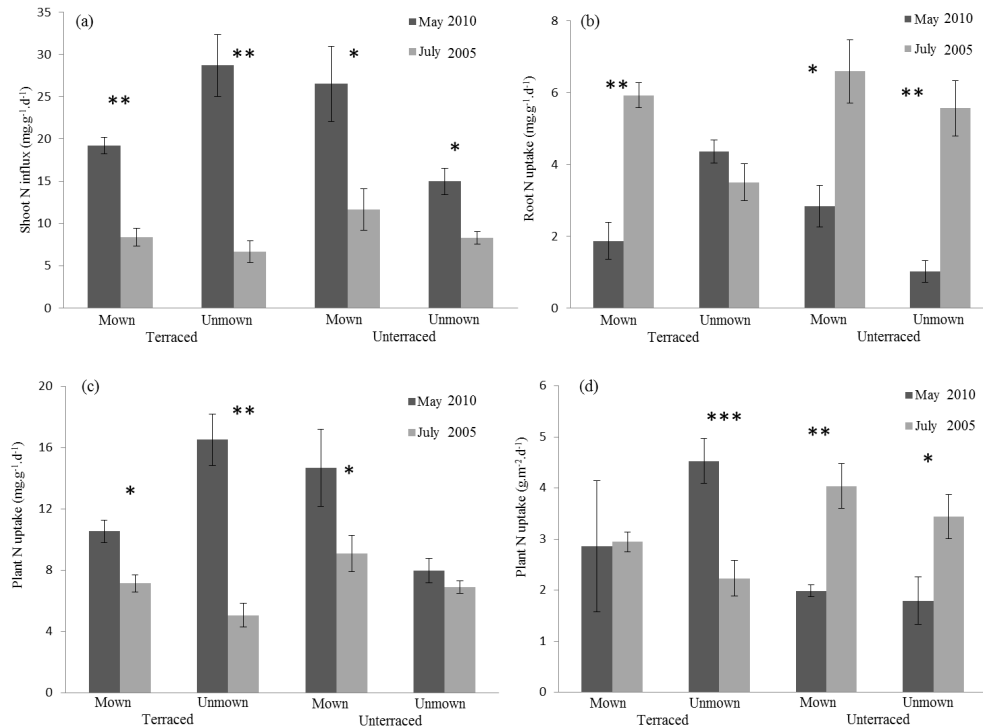 (a)
May 2010
July 2005
Shoot N influx (mg.g⁻¹.d⁻¹)
35
30
25
20
15
10
5
0
**
**
*
*
Mown Unmown Mown Unmown
Terraced Unterraced
(b)
May 2010
July 2005
Root N uptake (mg.g⁻¹.d⁻¹)
8
6
4
2
0
**
*
**
Mown Unmown Mown Unmown
Terraced Unterraced
(c)
May 2010
July 2005
Plant N uptake (mg.g⁻¹.d⁻¹)
20
16
12
8
4
0
*
**
*
Mown Unmown Mown Unmown
Terraced Unterraced
(d)
May 2010
July 2005
Plant N uptake (g.m⁻².d⁻¹)
6
5
4
3
2
1
0
***
**
*
Mown Unmown Mown Unmown
Terraced Unterraced